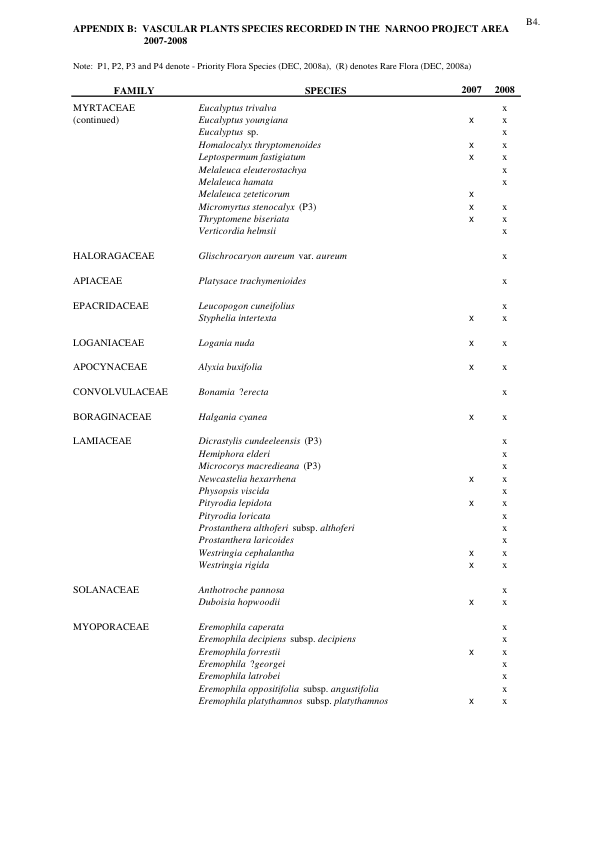 B4.
APPENDIX B: VASCULAR PLANTS SPECIES RECORDED IN THE NARNOO PROJECT AREA
2007-2008
Note: P1, P2, P3 and P4 denote - Priority Flora Species (DEC, 2008a), (R) denotes Rare Flora (DEC, 2008a)
FAMILY SPECIES 2007 2008
MYRTACEAE Eucalyptus trivalva x
(continued) Eucalyptus youngiana x x
Eucalyptus sp. x
Homalocalyx thryptomenoides x x
Leptospermum fastigiatum x x
Melaleuca eleuterostachya x
Melaleuca hamata x
Melaleuca zeteticorum x
Micromyrtus stenocalyx (P3) x x
Thryptomene biseriata x x
Verticordia helmsii x
HALORAGACEAE Glischrocaryon aureum var. aureum x
APIACEAE Platysace trachymenioides x
EPACRIDACEAE Leucopogon cuneifolius x
Styphelia intertexta x x
LOGANIACEAE Logania nuda x x
APOCYNACEAE Alyxia buxifolia x x
CONVOLVULACEAE Bonamia ?erecta x
BORAGINACEAE Halgania cyanea x x
LAMIACEAE Dicrastylis cundeeleensis (P3) x
Hemiphora elderi x
Microcorys macredieana (P3) x
Newcastelia hexarrhena x x
Physopsis viscida x
Pityrodia lepidota x x
Pityrodia loricata x
Prostanthera althoferi subsp. althoferi x
Prostanthera laricoides x
Westringia cephalantha x x
Westringia rigida x x
SOLANACEAE Anthotroche pannosa x
Duboisia hopwoodii x x
MYOPORACEAE Eremophila caperata x
Eremophila decipiens subsp. decipiens x
Eremophila forrestii x x
Eremophila ?georgei x
Eremophila latrobei x
Eremophila oppositifolia subsp. angustifolia x
Eremophila platythamnos subsp. platythamnos x x